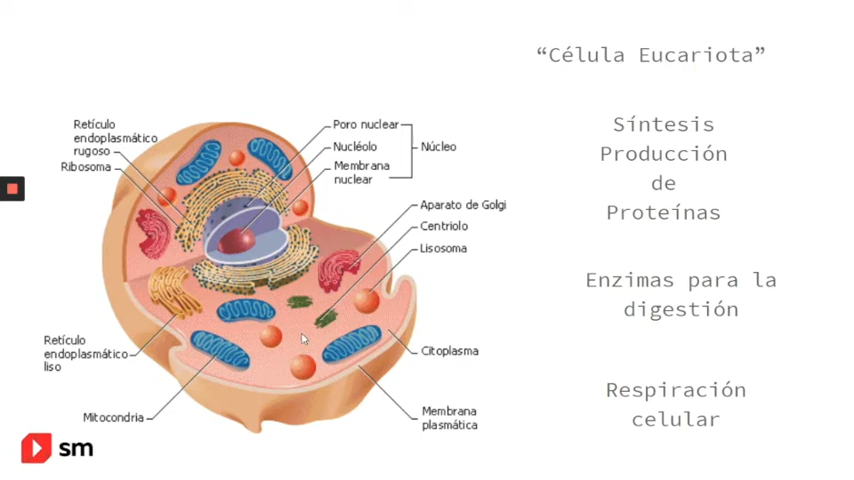 “Célula Eucariota”
Retículo
endoplasmático
rugoso
Ribosoma
Poro nuclear
Nucléolo
Membrana
nuclear
Núcleo
Aparato de Golgi
Centriolo
Lisosoma
Retículo
endoplasmático
liso
Mitocondria
Citoplasma
Membrana
plasmática
Síntesis
Producción
de
Proteínas
Enzimas para la
digestión
Respiración
celular
sm